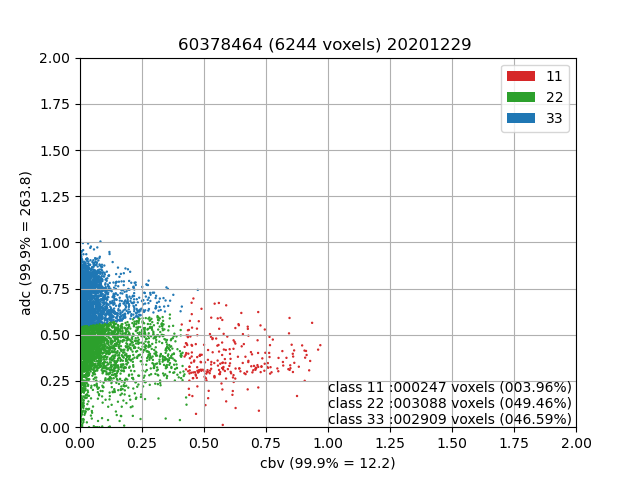 60378464 (6244 voxels) 20201229
2.00
1.75
1.50
1.25
1.00
0.75
0.50
0.25
0.00
adc (99.9% = 263.8)
11
22
33
class 11 :000247 voxels (003.96%)
class 22 :003088 voxels (049.46%)
class 33 :002909 voxels (046.59%)
0.00 0.25 0.50 0.75 1.00 1.25 1.50 1.75 2.00
cbv (99.9% = 12.2)